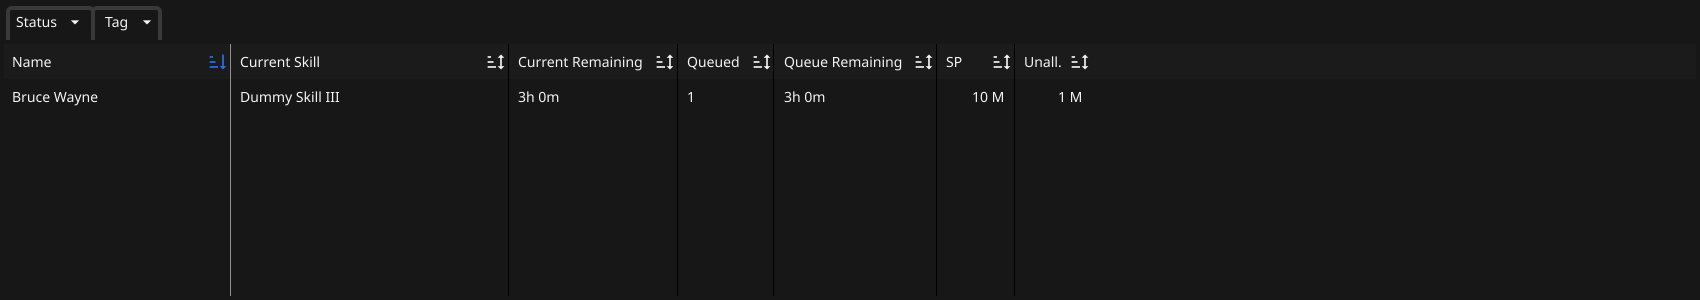 Status Tag
Name Current Skill Current Remaining Queued Queue Remaining SP Unall.
Bruce Wayne Dummy Skill III 3h 0m 1 3h 0m 10 M 1 M